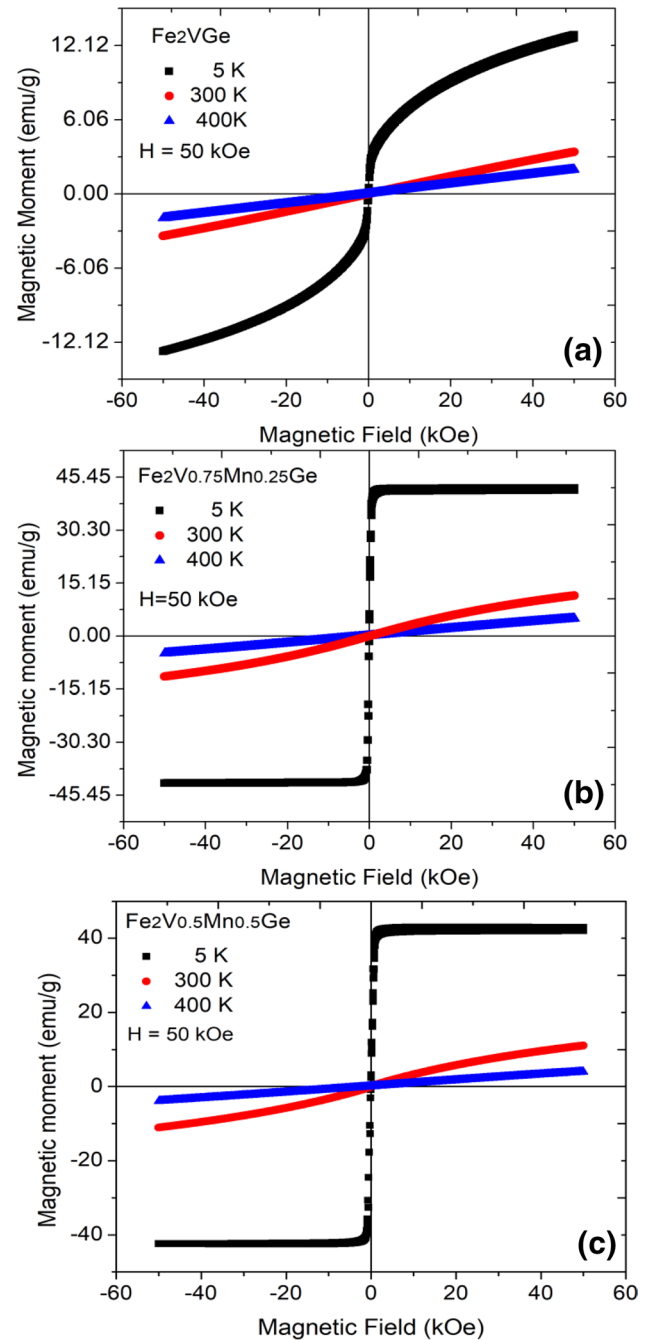 Fe2VGe
5 K
300 K
400K
H = 50 kOe
12.12
6.06
0.00
-6.06
-12.12
Magnetic Moment (emu/g)
(a)
-60 -40 -20 0 20 40 60
Magnetic Field (kOe)
Fe2V0.75Mn0.25Ge
5 K
300 K
400 K
H=50 kOe
45.45
30.30
15.15
0.00
-15.15
-30.30
-45.45
Magnetic moment (emu/g)
(b)
-60 -40 -20 0 20 40 60
Magnetic Field (kOe)
Fe2V0.5Mn0.5Ge
5 K
300 K
400 K
H = 50 kOe
40
20
0
-20
-40
Magnetic moment (emu/g)
(c)
-60 -40 -20 0 20 40 60
Magnetic Field (kOe)